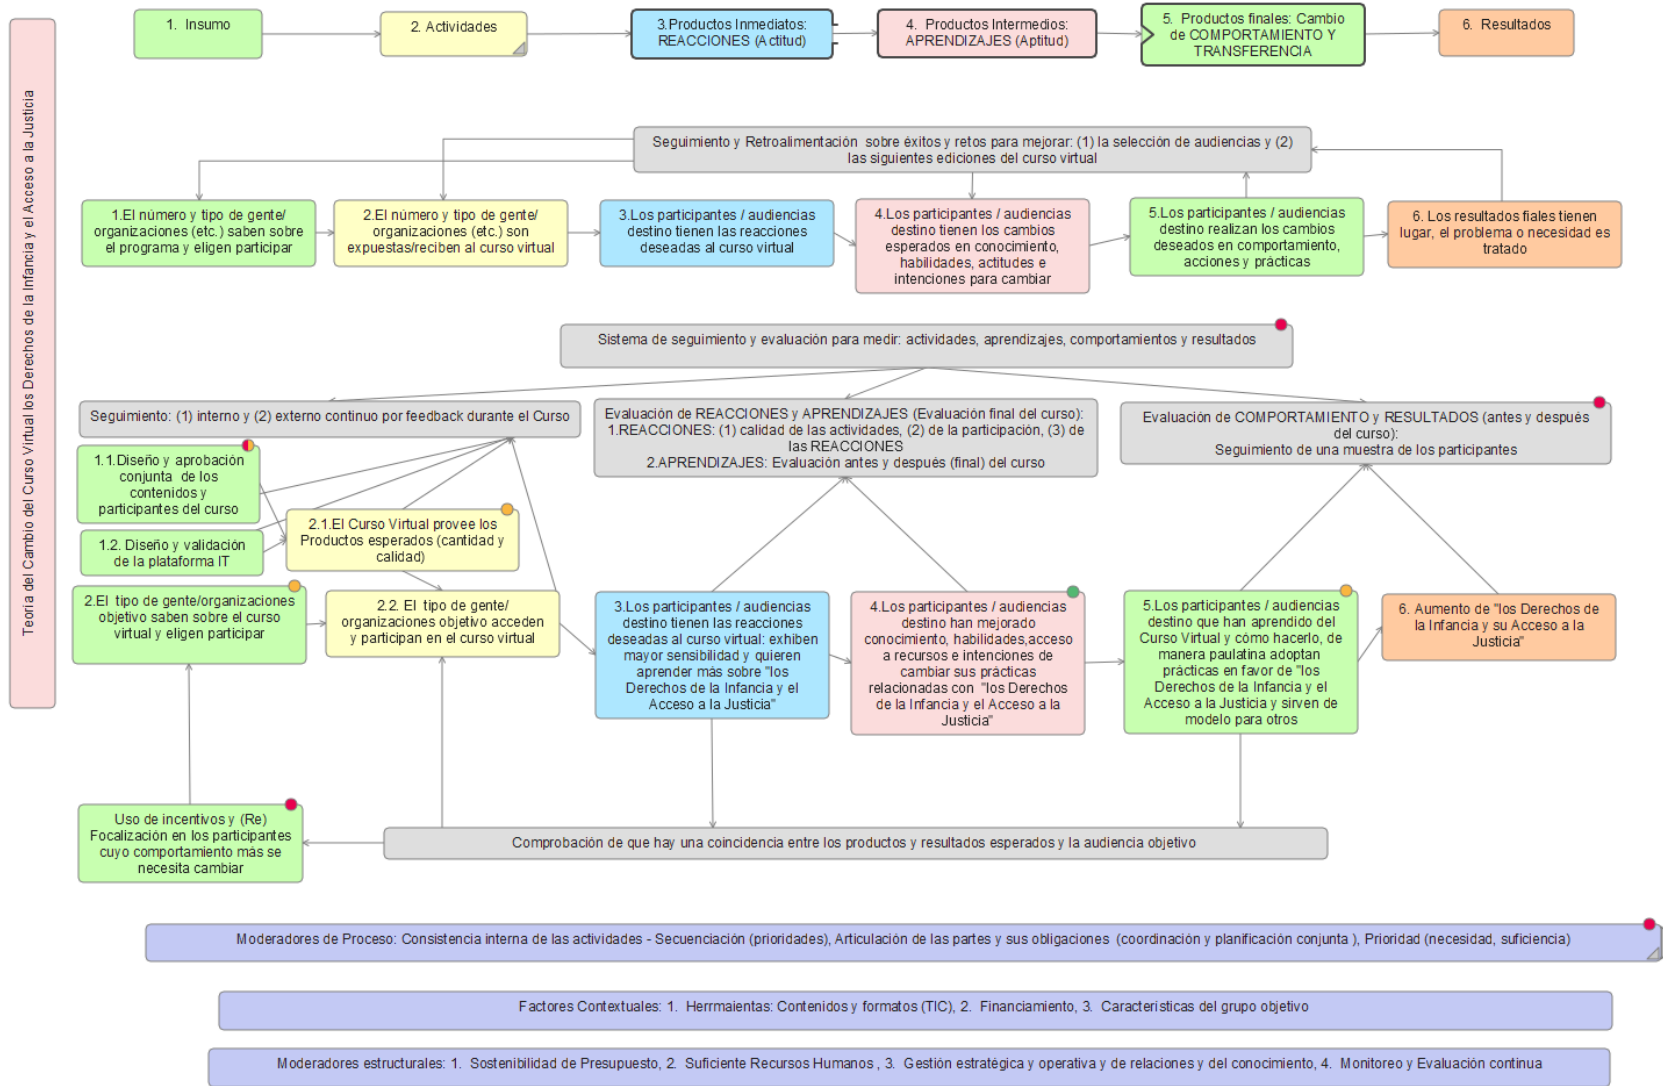 Teoría del Cambio del Curso Virtual los Derechos de la Infancia y el Acceso a la Justicia
1. Insumo
2. Actividades
3.Productos Inmediatos:
REACCIONES (Actitud)
4. Productos Intermedios:
APRENDIZAJES (Aptitud)
5. Productos finales: Cambio
de COMPORTAMIENTO Y
TRANSFERENCIA
6. Resultados
Seguimiento y Retroalimentación sobre éxitos y retos para mejorar: (1) la selección de audiencias y (2)
las siguientes ediciones del curso virtual
1.El número y tipo de gente/
organizaciones (etc.) saben sobre
el programa y eligen participar
2.El número y tipo de gente/
organizaciones (etc.) son
expuestas/reciben al curso virtual
3.Los participantes / audiencias
destino tienen las reacciones
deseadas al curso virtual
4.Los participantes / audiencias
destino tienen los cambios
esperados en conocimiento,
habilidades, actitudes e
intenciones para cambiar
5.Los participantes / audiencias
destino realizan los cambios
deseados en comportamiento,
acciones y prácticas
6. Los resultados fiales tienen
lugar, el problema o necesidad es
tratado
Sistema de seguimiento y evaluación para medir: actividades, aprendizajes, comportamientos y resultados
Seguimiento: (1) interno y (2) externo continuo por feedback durante el Curso
Evaluación de REACCIONES y APRENDIZAJES (Evaluación final del curso):
1.REACCIONES: (1) calidad de las actividades, (2) de la participación, (3) de
las REACCIONES
2.APRENDIZAJES: Evaluación antes y después (final) del curso
Evaluación de COMPORTAMIENTO y RESULTADOS (antes y después
del curso):
Seguimiento de una muestra de los participantes
1.1.Diseño y aprobación
conjunta de los
contenidos y
participantes del curso
1.2. Diseño y validación
de la plataforma IT
2.1.El Curso Virtual provee los
Productos esperados (cantidad y
calidad)
2.El tipo de gente/organizaciones
objetivo saben sobre el curso
virtual y eligen participar
2.2. El tipo de gente/
organizaciones objetivo acceden
y participan en el curso virtual
3.Los participantes / audiencias
destino tienen las reacciones
deseadas al curso virtual: exhiben
mayor sensibilidad y quieren
aprender más sobre "los
Derechos de la Infancia y el
Acceso a la Justicia"
4.Los participantes / audiencias
destino han mejorado
conocimiento, habilidades,acceso
a recursos e intenciones de
cambiar sus prácticas
relacionadas con "los Derechos
de la Infancia y el Acceso a la
Justicia"
5.Los participantes / audiencias
destino que han aprendido del
Curso Virtual y cómo hacerlo, de
manera paulatina adoptan
prácticas en favor de "los
Derechos de la Infancia y el
Acceso a la Justicia y sirven de
modelo para otros
6. Aumento de "los Derechos de
la Infancia y su Acceso a la
Justicia"
Uso de incentivos y (Re)
Focalización en los participantes
cuyo comportamiento más se
necesita cambiar
Comprobación de que hay una coincidencia entre los productos y resultados esperados y la audiencia objetivo
Moderadores de Proceso: Consistencia interna de las actividades - Secuenciación (prioridades), Articulación de las partes y sus obligaciones (coordinación y planificación conjunta ), Prioridad (necesidad, suficiencia)
Factores Contextuales: 1. Herrmaientas: Contenidos y formatos (TIC), 2. Financiamiento, 3. Características del grupo objetivo
Moderadores estructurales: 1. Sostenibilidad de Presupuesto, 2. Suficiente Recursos Humanos , 3. Gestión estratégica y operativa y de relaciones y del conocimiento, 4. Monitoreo y Evaluación continua